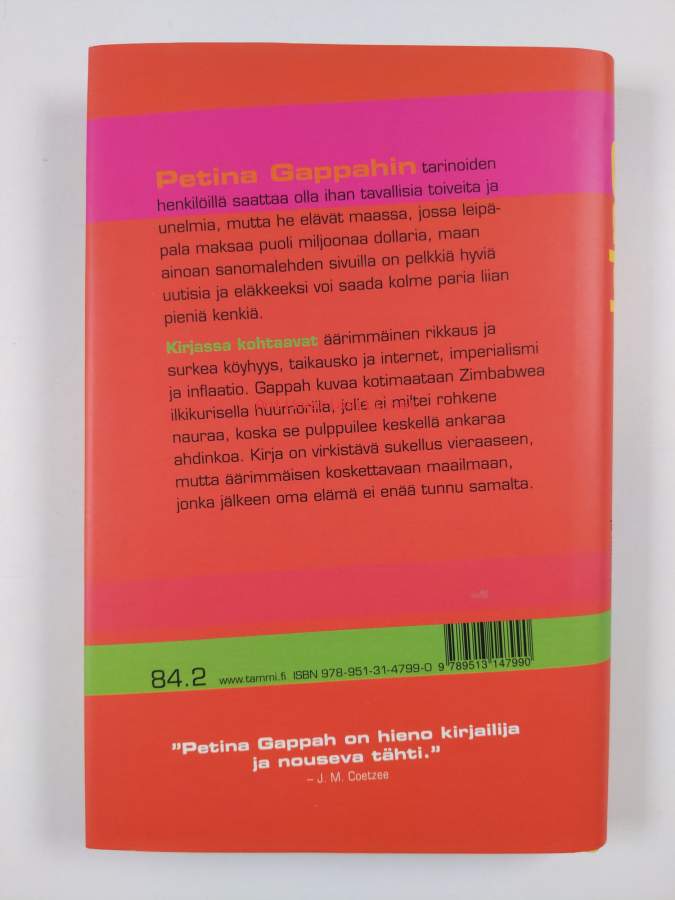 Petina Gappahin tarinoiden
henkilöillä saattaa olla ihan tavallisia toiveita ja
unelmia, mutta he elävät maassa, jossa leipä-
pala maksaa puoli miljoonaa dollaria, maan
ainoan sanomalehden sivuilla on pelkkiä hyviä
uutisia ja eläkkeeksi voi saada kolme paria liian
pieniä kenkiä.
Kirjassa kohtaavat äärimmäinen rikkaus ja
surkea köyhyys, taikausko ja internet, imperialismi
ja inflaatio. Gappah kuvaa kotimaataan Zimbabwea
ilkikurisella huumorilla, jolle ei miltei rohkene
nauraa, koska se pulppuilee keskellä ankaraa
ahdinkoa. Kirja on virkistävä sukellus vieraaseen,
mutta äärimmäisen koskettavaan maailmaan,
jonka jälkeen oma elämä ei enää tunnu samalta.
84.2 www.tammi.fi ISBN 978-951-31-4799-0
9 789513 147990
”Petina Gappah on hieno kirjailija
ja nouseva tähti.”
– J. M. Coetzee